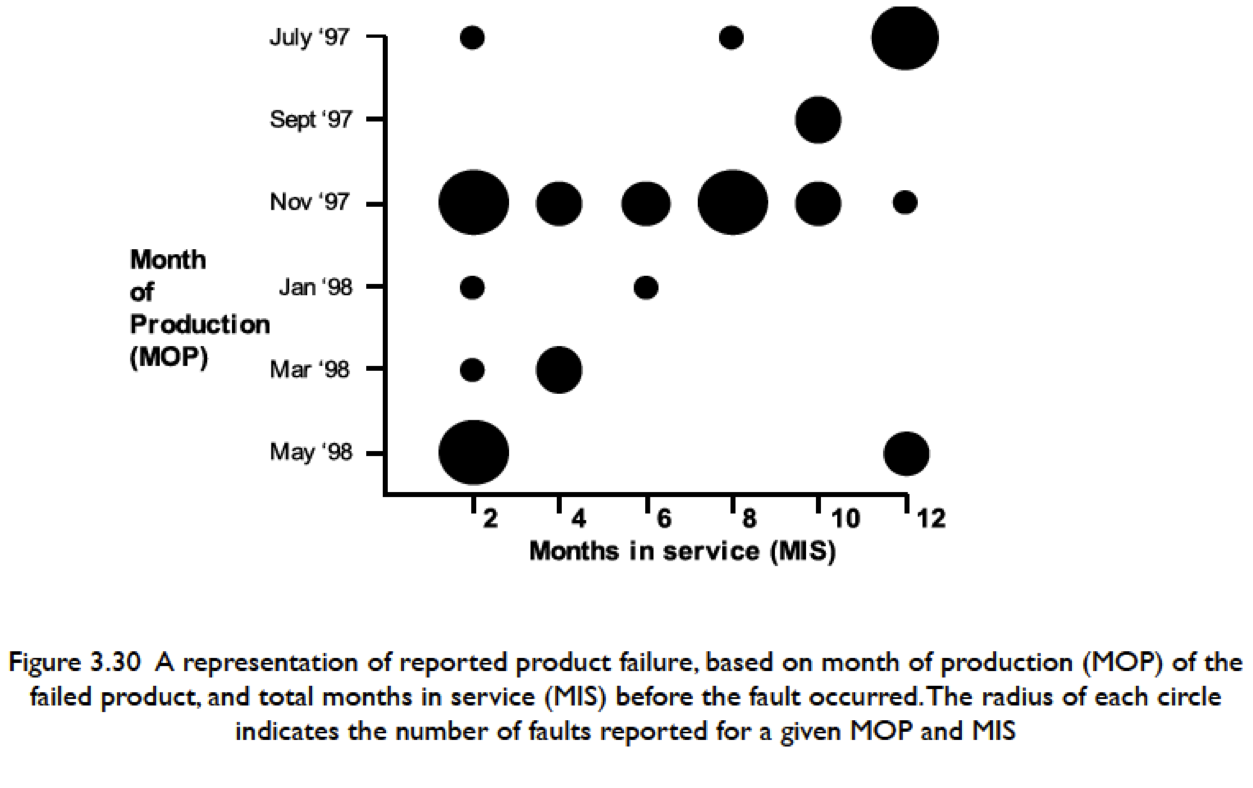 July ‘97
Sept ‘97
Nov ‘97
Month
of
Production
(MOP)
Jan ‘98
Mar ‘98
May ‘98
2 4 6 8 10 12
Months in service (MIS)
Figure 3.30 A representation of reported product failure, based on month of production (MOP) of the
failed product, and total months in service (MIS) before the fault occurred. The radius of each circle
indicates the number of faults reported for a given MOP and MIS